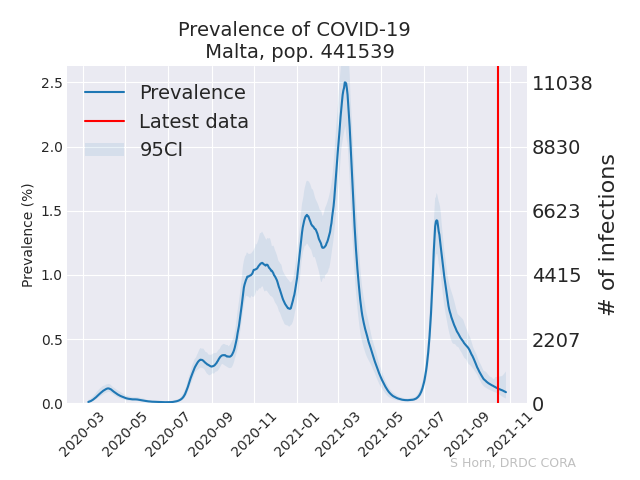 Prevalence of COVID-19
Malta, pop. 441539
Prevalence
Latest data
95CI
Prevalence (%)
2.5
2.0
1.5
1.0
0.5
0.0
11038
8830
6623
4415
2207
0
# of infections
2020-03
2020-05
2020-07
2020-09
2020-11
2021-01
2021-03
2021-05
2021-07
2021-09
2021-11
S Horn, DRDC CORA